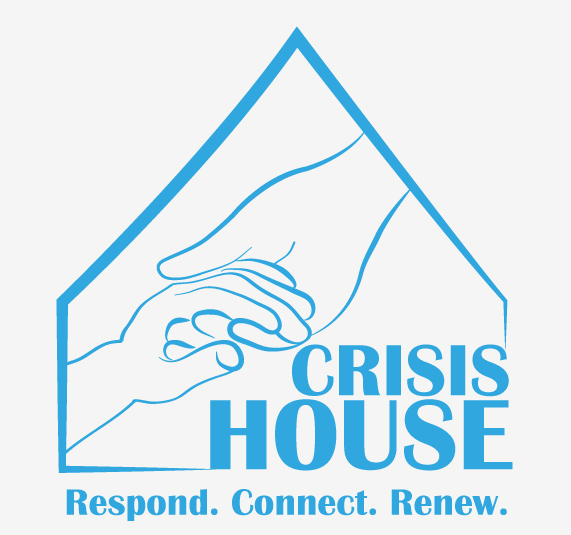 CRISIS
HOUSE
Respond. Connect. Renew.